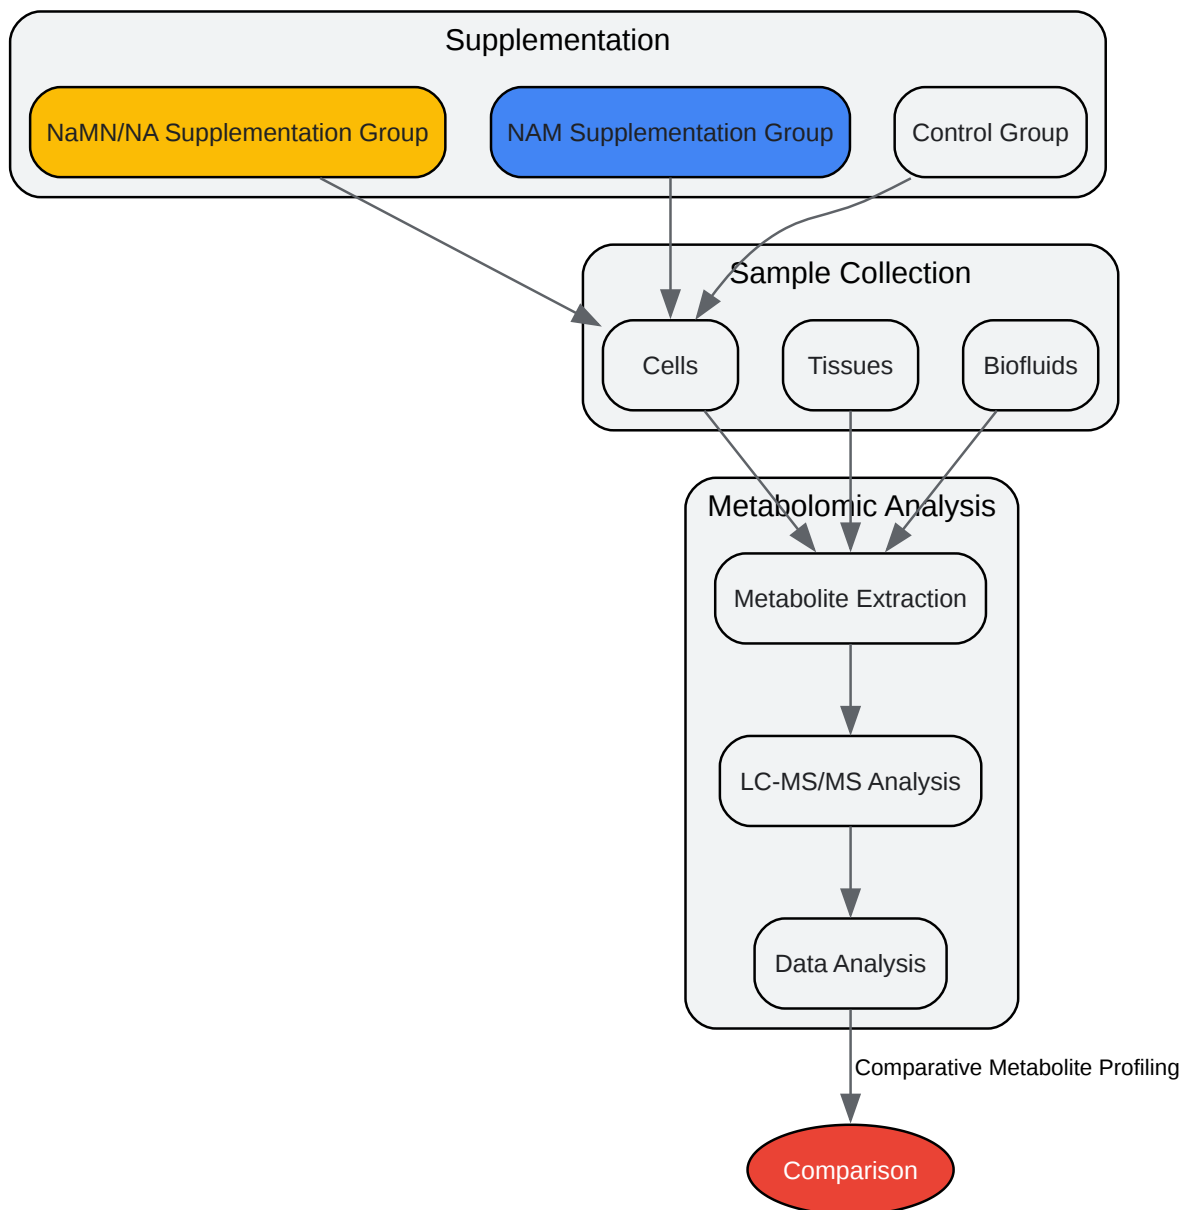 Supplementation
NaMN/NA Supplementation Group
NAM Supplementation Group
Control Group
Sample Collection
Cells
Tissues
Biofluids
Metabolomic Analysis
Metabolite Extraction
LC-MS/MS Analysis
Data Analysis
Comparative Metabolite Profiling
Comparison